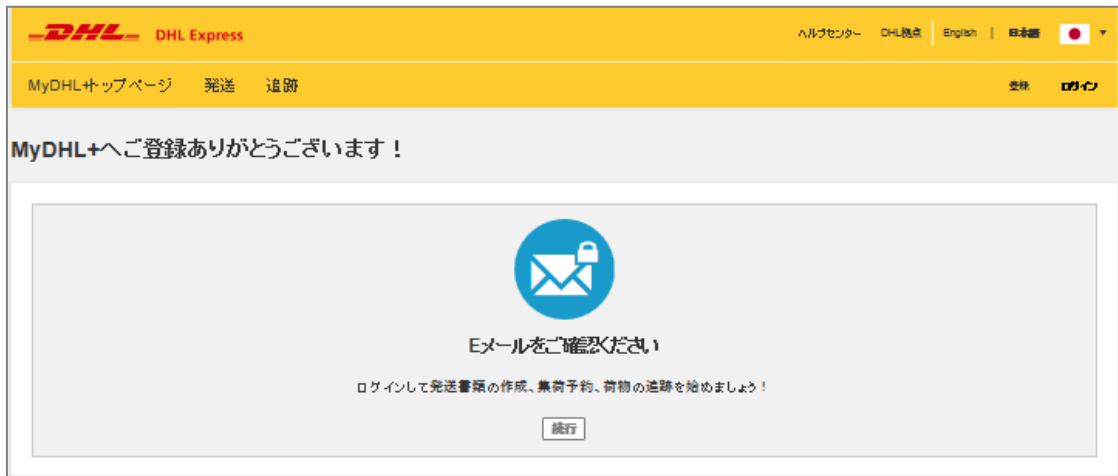 DHL DHL Express
ヘルプセンター DHL拠点 English | 日本語
MyDHL+トップページ 発送 追跡
登録 ログイン
MyDHL+へご登録ありがとうございます！
Eメールをご確認ください
ログインして発送書類の作成、集荷予約、荷物の追跡を始めましょう！
続行